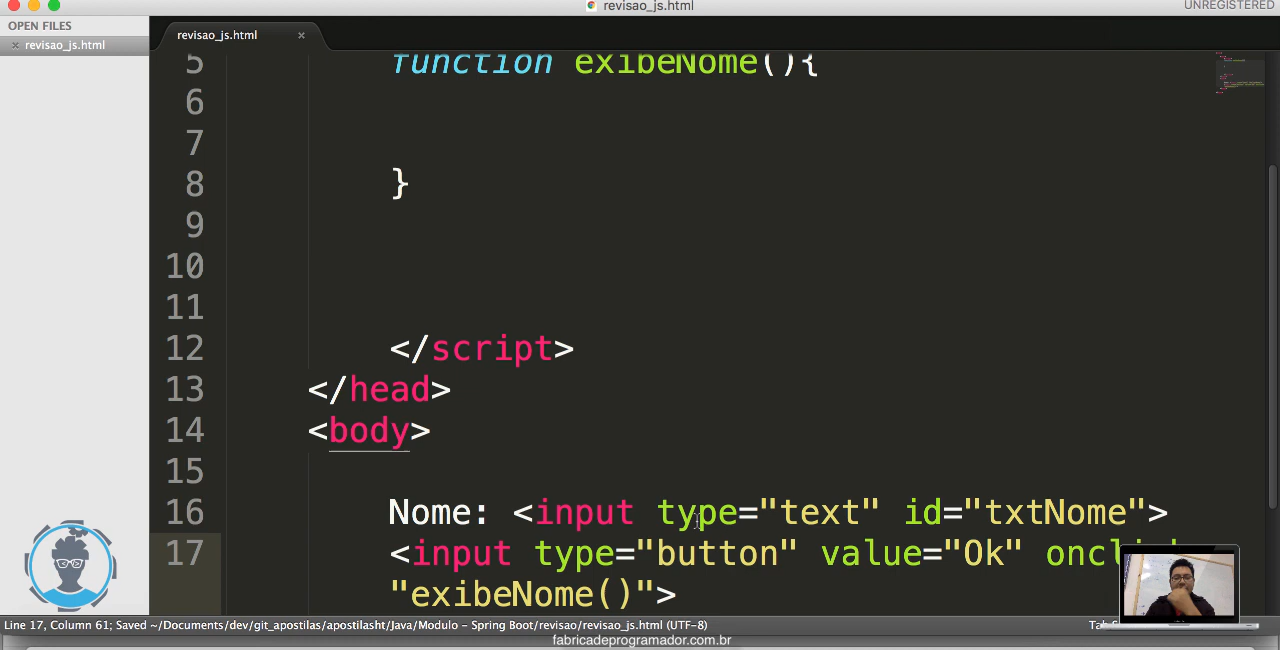 revisao_js.html
UNREGISTERED
OPEN FILES
× revisao_js.html
revisao_js.html ×
5 function exibeNome(){
6
7
8 }
9
10
11
12 </script>
13 </head>
14 <body>
15
16 Nome: <input type="text" id="txtNome">
17 <input type="button" value="Ok"
"exibeNome()">
Line 17, Column 61; Saved ~/Documents/dev/git_apostilas/apostilasht/Java/Modulo - Spring Boot/revisao/revisao_js.html (UTF-8)
fabricadeprogramador.com.br